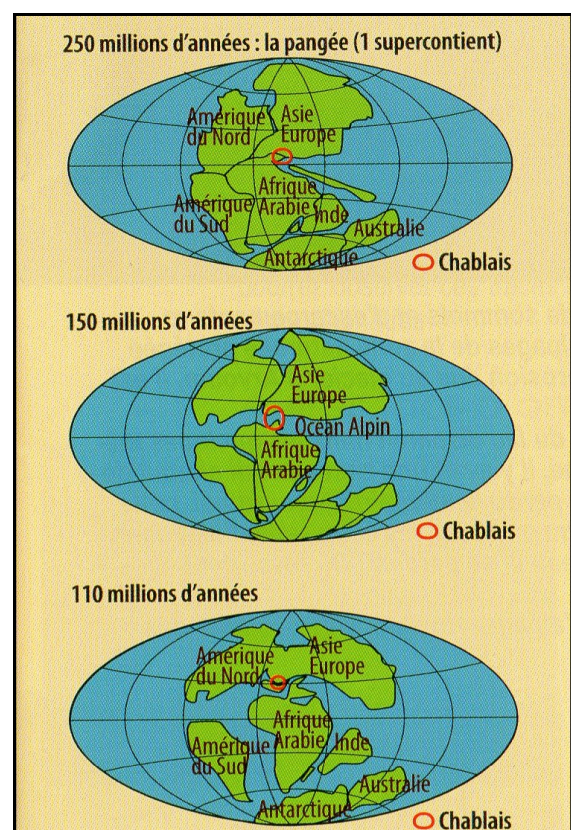 250 millions d'années : la pangée (1 supercontient)
Amérique
du Nord
Asie
Europe
Afrique
Arabie
Inde
Amérique
du Sud
Australie
Antarctique
Chablais
150 millions d'années
Asie
Europe
Océan Alpin
Afrique
Arabie
Chablais
110 millions d'années
Amérique
du Nord
Asie
Europe
Afrique
Arabie
Inde
Amérique
du Sud
Australie
Antarctique
Chablais